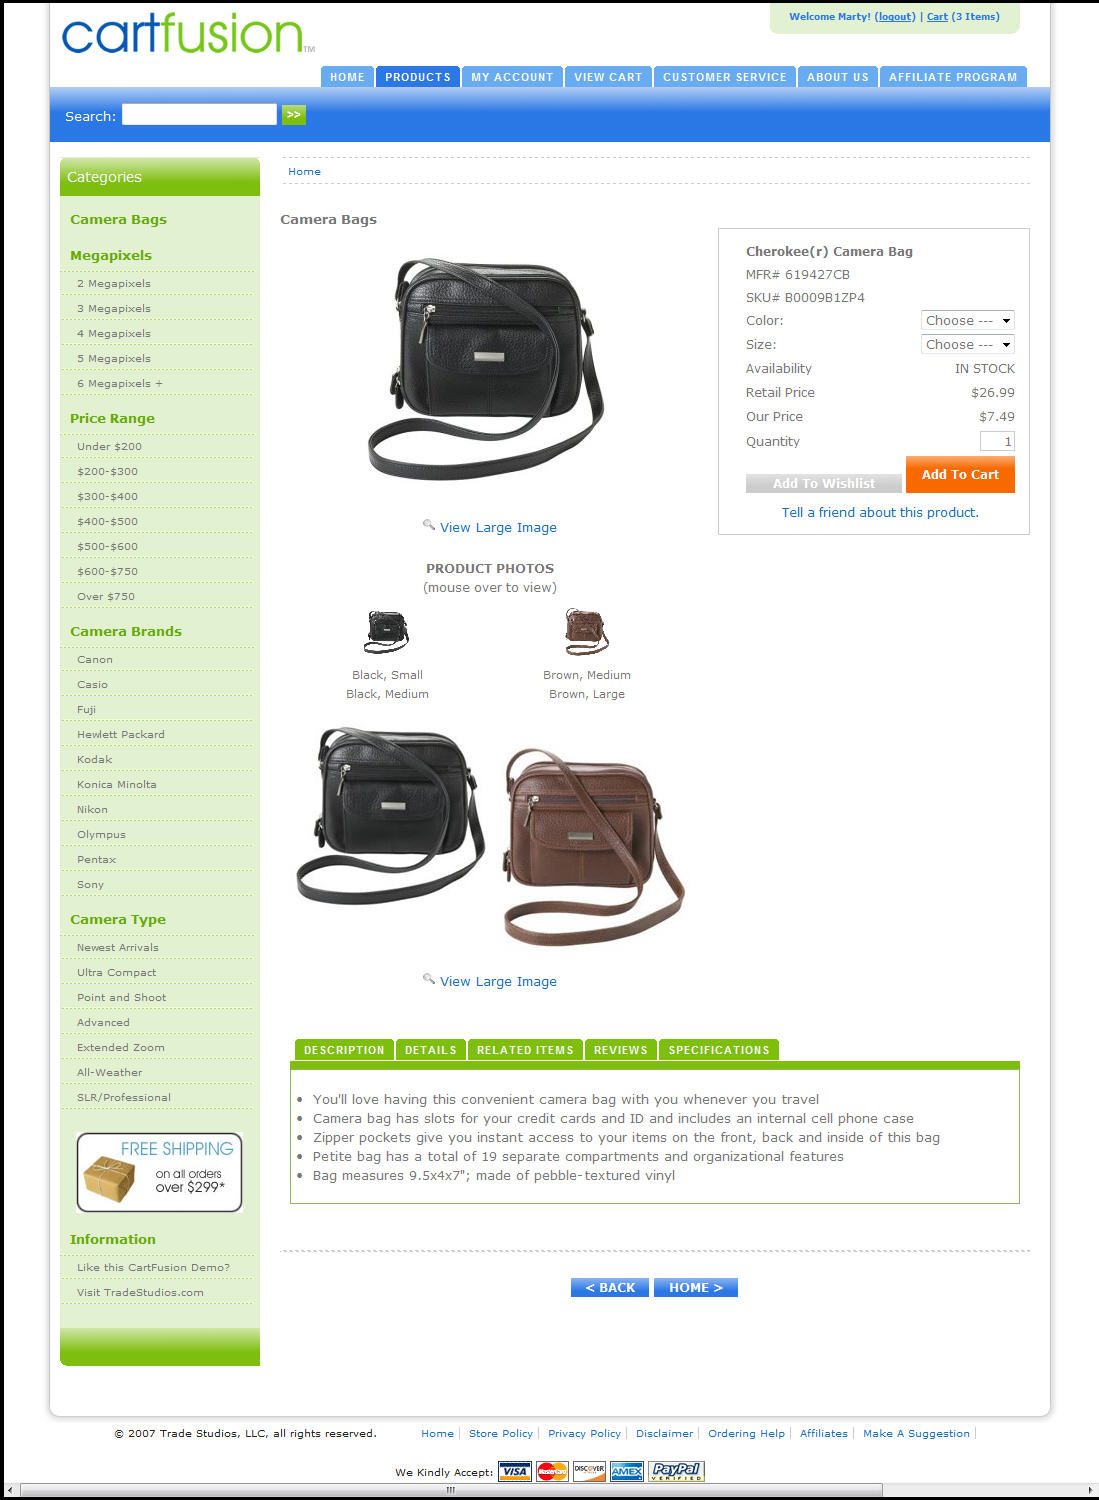 Welcome Marty! (logout) | Cart (3 Items)
cartfusion™
HOME PRODUCTS MY ACCOUNT VIEW CART CUSTOMER SERVICE ABOUT US AFFILIATE PROGRAM
Search: >>
Categories
Camera Bags
Megapixels
2 Megapixels
3 Megapixels
4 Megapixels
5 Megapixels
6 Megapixels +
Price Range
Under $200
$200-$300
$300-$400
$400-$500
$500-$600
$600-$750
Over $750
Camera Brands
Canon
Casio
Fuji
Hewlett Packard
Kodak
Konica Minolta
Nikon
Olympus
Pentax
Sony
Camera Type
Newest Arrivals
Ultra Compact
Point and Shoot
Advanced
Extended Zoom
All-Weather
SLR/Professional
FREE SHIPPING
on all orders
over $299*
Information
Like this CartFusion Demo?
Visit TradeStudios.com
Home
Camera Bags
View Large Image
PRODUCT PHOTOS
(mouse over to view)
Black, Small
Black, Medium
Brown, Medium
Brown, Large
View Large Image
Cherokee(r) Camera Bag
MFR# 619427CB
SKU# B0009B1ZP4
Color: Choose ---
Size: Choose ---
Availability IN STOCK
Retail Price $26.99
Our Price $7.49
Quantity 1
Add To Wishlist Add To Cart
Tell a friend about this product.
DESCRIPTION DETAILS RELATED ITEMS REVIEWS SPECIFICATIONS
• You'll love having this convenient camera bag with you whenever you travel
• Camera bag has slots for your credit cards and ID and includes an internal cell phone case
• Zipper pockets give you instant access to your items on the front, back and inside of this bag
• Petite bag has a total of 19 separate compartments and organizational features
• Bag measures 9.5x4x7"; made of pebble-textured vinyl
< BACK HOME >
© 2007 Trade Studios, LLC, all rights reserved. Home | Store Policy | Privacy Policy | Disclaimer | Ordering Help | Affiliates | Make A Suggestion |
We Kindly Accept: VISA MasterCard DISCOVER AMEX PayPal VERIFIED